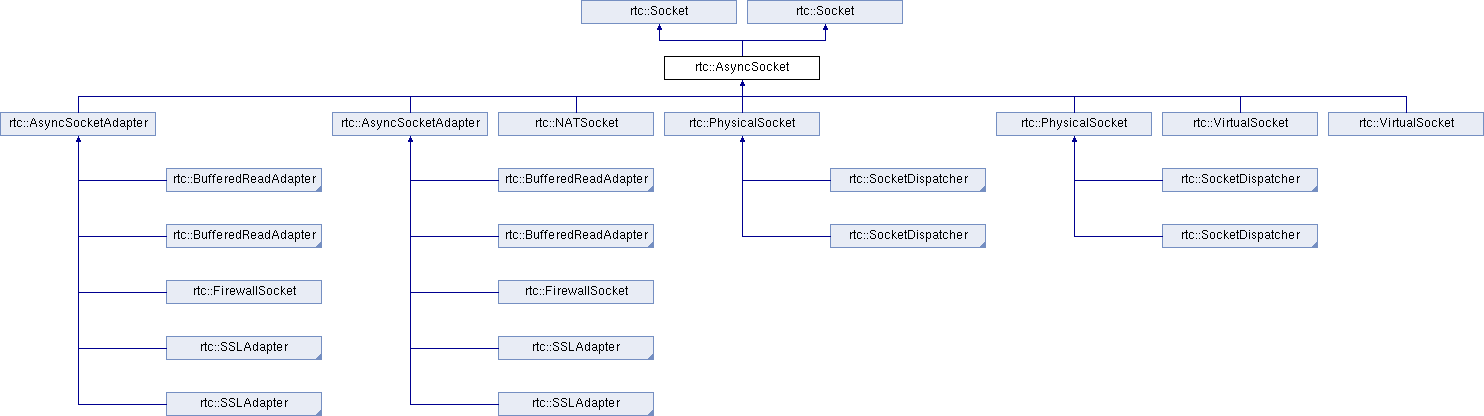 rtc::Socket
rtc::Socket
rtc::AsyncSocket
rtc::AsyncSocketAdapter
rtc::AsyncSocketAdapter
rtc::NATSocket
rtc::PhysicalSocket
rtc::PhysicalSocket
rtc::VirtualSocket
rtc::VirtualSocket
rtc::BufferedReadAdapter
rtc::BufferedReadAdapter
rtc::SocketDispatcher
rtc::SocketDispatcher
rtc::BufferedReadAdapter
rtc::BufferedReadAdapter
rtc::SocketDispatcher
rtc::SocketDispatcher
rtc::FirewallSocket
rtc::FirewallSocket
rtc::SSLAdapter
rtc::SSLAdapter
rtc::SSLAdapter
rtc::SSLAdapter